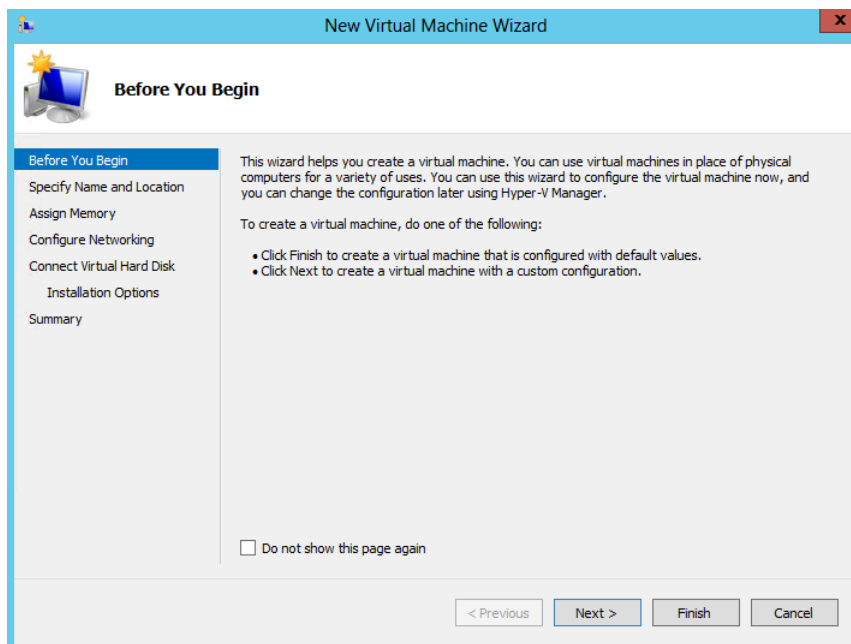 New Virtual Machine Wizard
x
Before You Begin
Before You Begin
Specify Name and Location
Assign Memory
Configure Networking
Connect Virtual Hard Disk
Installation Options
Summary
This wizard helps you create a virtual machine. You can use virtual machines in place of physical
computers for a variety of uses. You can use this wizard to configure the virtual machine now, and
you can change the configuration later using Hyper-V Manager.
To create a virtual machine, do one of the following:
• Click Finish to create a virtual machine that is configured with default values.
• Click Next to create a virtual machine with a custom configuration.
Do not show this page again
< Previous
Next >
Finish
Cancel